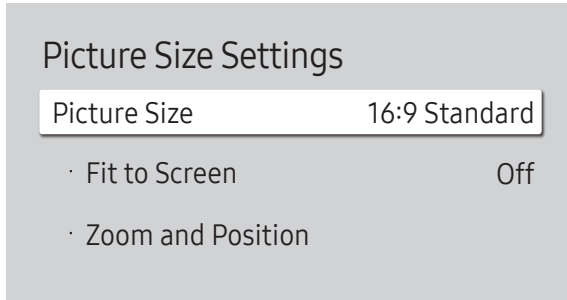 Picture Size Settings
Picture Size 16:9 Standard
· Fit to Screen Off
· Zoom and Position